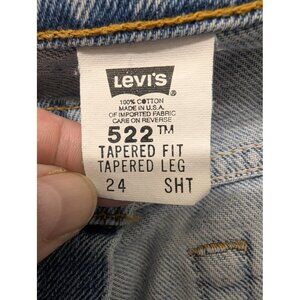 LEVI'S ®
100% COTTON
MADE IN U.S.A.
OF IMPORTED FABRIC
CARE ON REVERSE
522™
TAPERED FIT
TAPERED LEG
24 SHT